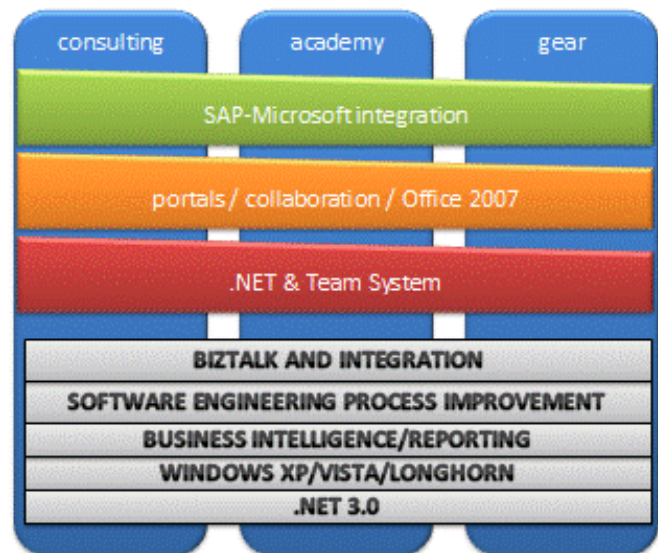 consulting academy gear
SAP-Microsoft integration
portals / collaboration / Office 2007
.NET & Team System
BIZTALK AND INTEGRATION
SOFTWARE ENGINEERING PROCESS IMPROVEMENT
BUSINESS INTELLIGENCE/REPORTING
WINDOWS XP/VISTA/LONGHORN
.NET 3.0